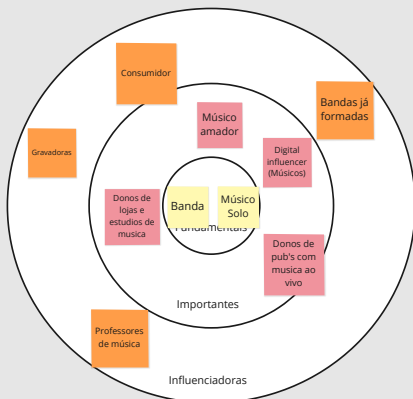 Consumidor
Bandas já
formadas
Músico
amador
Gravadoras
Digital
influencer
(Músicos)
Donos de
lojas e
estudios de
musica
Banda
Músico
Solo
Fundamentais
Donos de
pub's com
musica ao
vivo
Importantes
Professores
de música
Influenciadoras